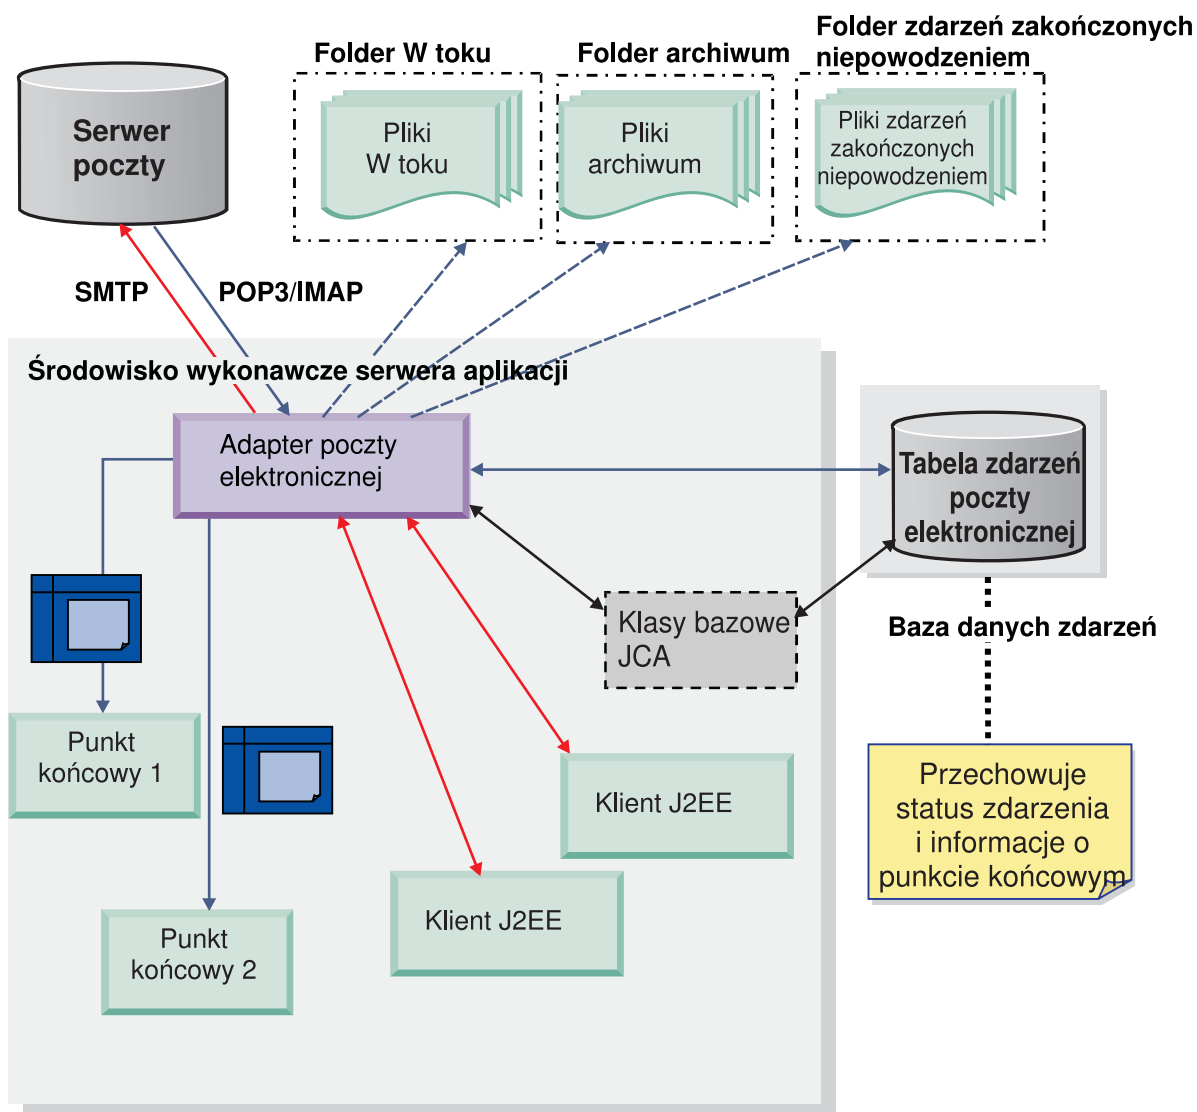 Folder W toku
Folder archiwum
Folder zdarzeń zakończonych
niepowodzeniem
Serwer
poczty
Pliki
W toku
Pliki
archiwum
Pliki zdarzeń
zakończonych
niepowodzeniem
SMTP
POP3/IMAP
Środowisko wykonawcze serwera aplikacji
Adapter poczty
elektronicznej
Tabela zdarzeń
poczty
elektronicznej
Klasy bazowe
JCA
Baza danych zdarzeń
Punkt
końcowy 1
Klient J2EE
Przechowuje
status zdarzenia
i informacje o
punkcie końcowym
Klient J2EE
Punkt
końcowy 2